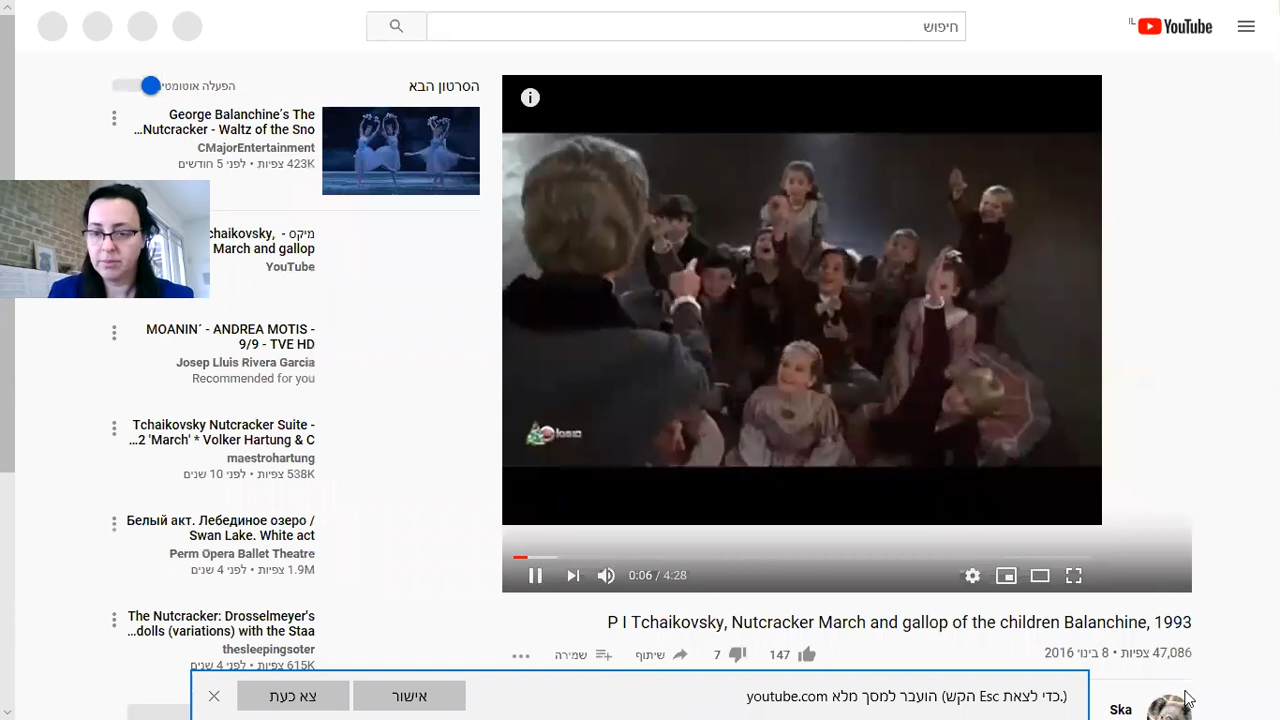 YouTube IL
חיפוש
P I Tchaikovsky, Nutcracker March and gallop of the children Balanchine, 1993
47,086 צפיות • 8 בינו׳ 2016
147
7
שיתוף
שמירה
0:06 / 4:28
Ska
הסרטון הבא
הפעלה אוטומטי
George Balanchine's The
Nutcracker - Waltz of the Sno...
CMajorEntertainment
423K צפיות • לפני 5 חודשים
מיקס - chaikovsky,
March and gallop
YouTube
MOANIN´ - ANDREA MOTIS -
9/9 - TVE HD
Josep Lluis Rivera Garcia
Recommended for you
Tchaikovsky Nutcracker Suite -
2 'March' * Volker Hartung & C...
maestrohartung
538K צפיות • לפני 10 שנים
Белый акт. Лебединое озеро /
Swan Lake. White act
Perm Opera Ballet Theatre
1.9M צפיות • לפני 4 שנים
The Nutcracker: Drosselmeyer's
dolls (variations) with the Staa...
thesleepingsoter
615K צפיות • לפני 4 שנים
youtube.com הועבר למסך מלא (הקש Esc כדי לצאת.)
אישור
צא כעת